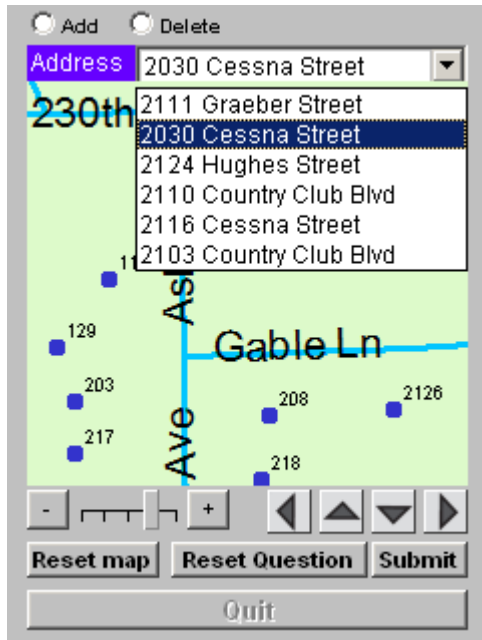 Add Delete
Address 2030 Cessna Street
230th
2111 Graeber Street
2030 Cessna Street
2124 Hughes Street
2110 Country Club Blvd
2116 Cessna Street
2103 Country Club Blvd
129
Gable Ln
203
208
2126
217
Ave
218
- +
Reset map Reset Question Submit
Quit